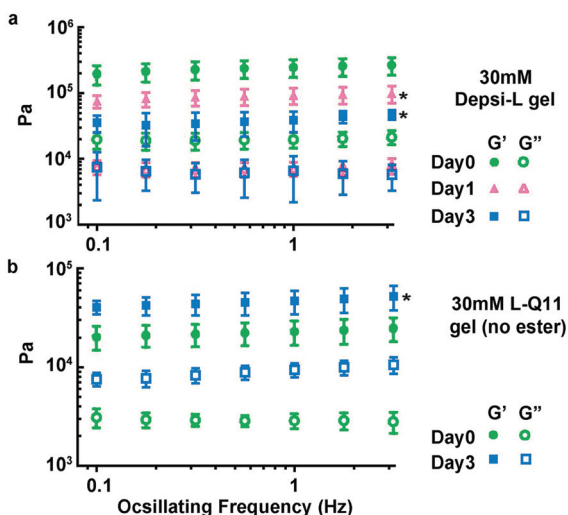 a
10⁶
10⁵
10⁴
10³
Pa
0.1
1
*
*
30mM
Depsi-L gel
G' G"
Day0
Day1
Day3
b
10⁵
10⁴
10³
Pa
0.1
1
*
Ocsillating Frequency (Hz)
30mM L-Q11
gel (no ester)
G' G"
Day0
Day3